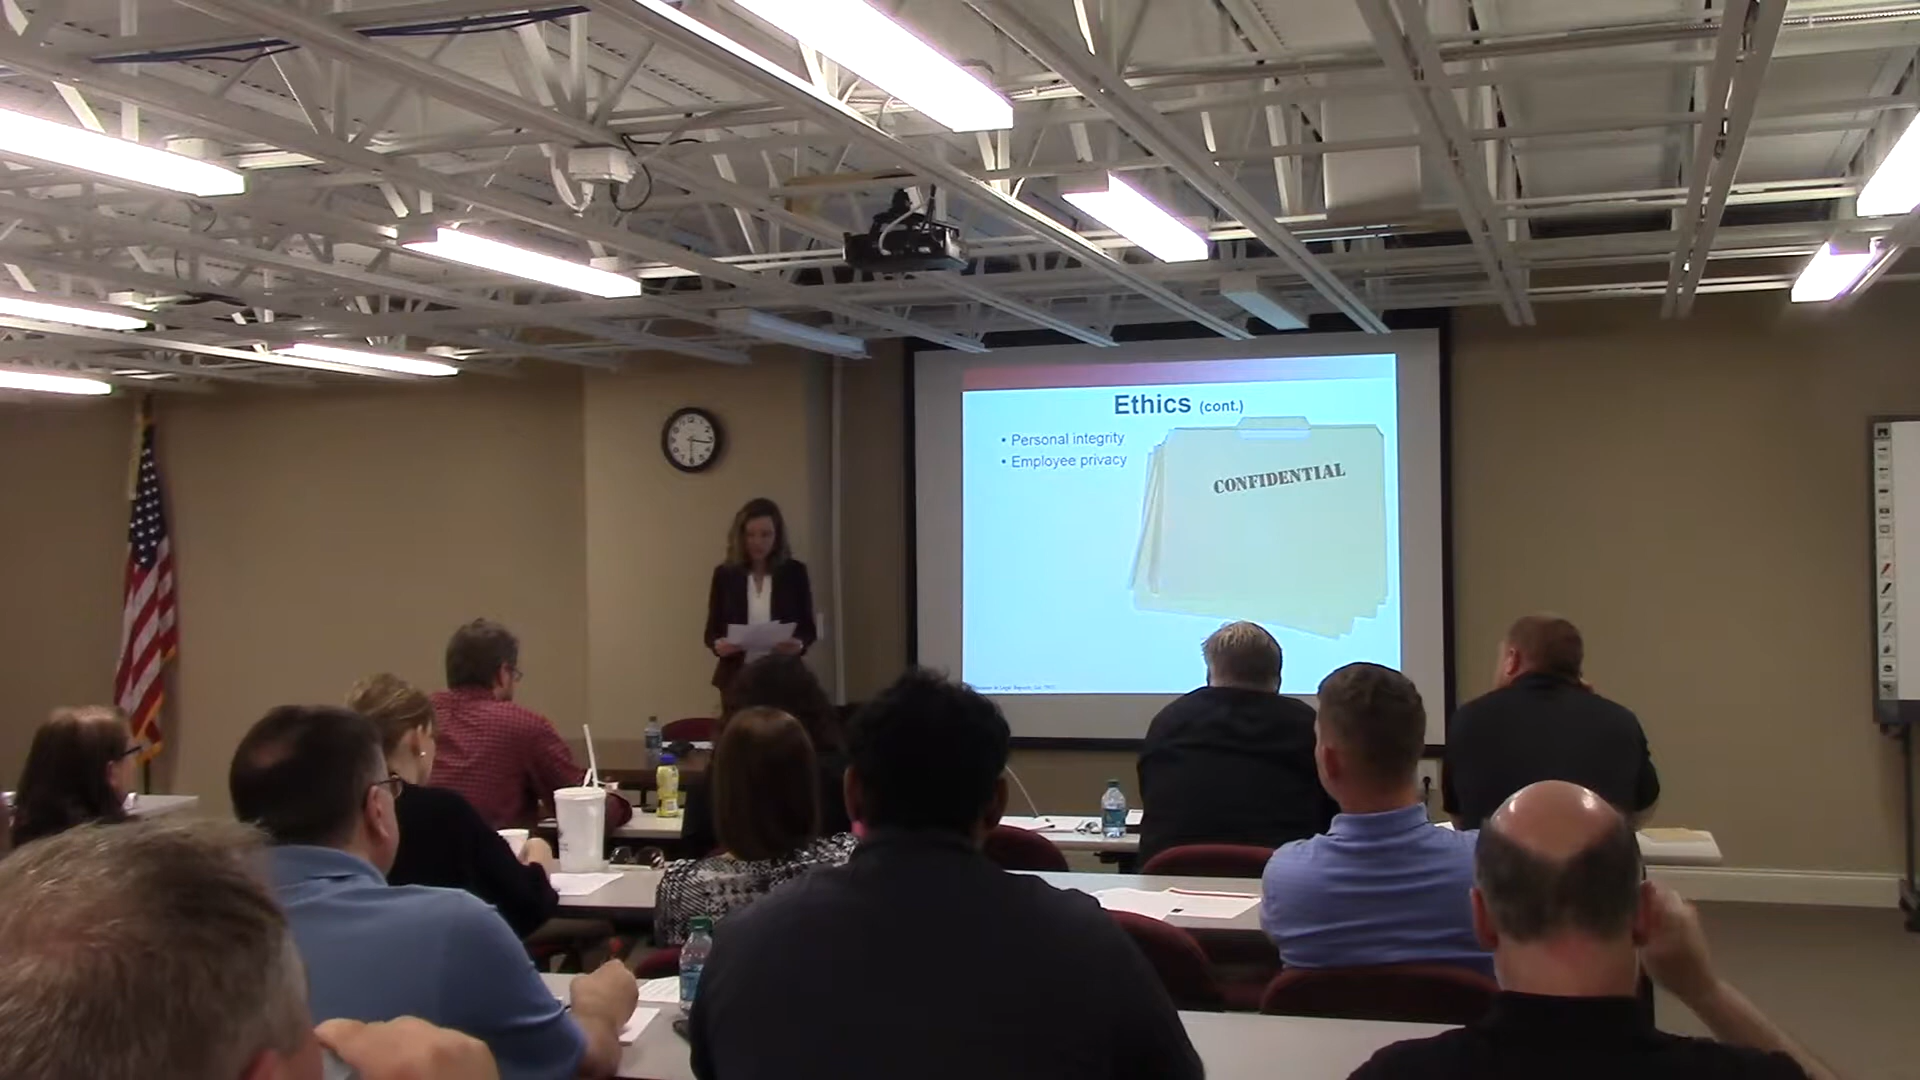 Ethics (cont.)
• Personal integrity
• Employee privacy
CONFIDENTIAL